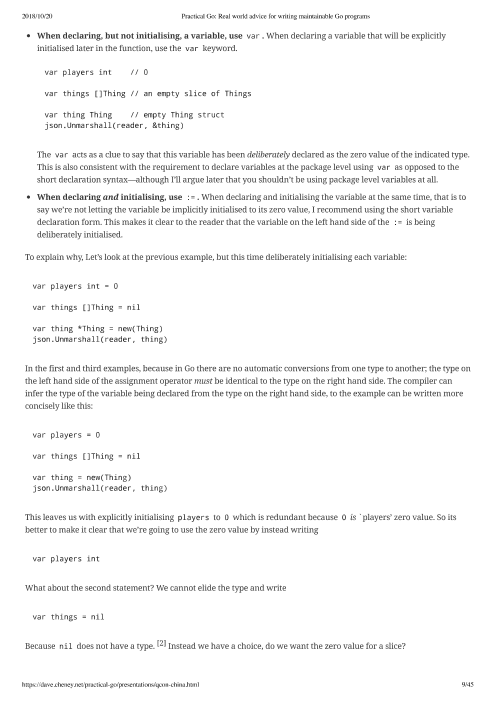 2018/10/20 Practical Go: Real world advice for writing maintainable Go programs
• When declaring, but not initialising, a variable, use var . When declaring a variable that will be explicitly
initialised later in the function, use the var keyword.
var players int    // 0
var things []Thing // an empty slice of Things
var thing Thing    // empty Thing struct
json.Unmarshall(reader, &thing)
The var acts as a clue to say that this variable has been deliberately declared as the zero value of the indicated type.
This is also consistent with the requirement to declare variables at the package level using var as opposed to the
short declaration syntax—although I'll argue later that you shouldn't be using package level variables at all.
• When declaring and initialising, use := . When declaring and initialising the variable at the same time, that is to
say we're not letting the variable be implicitly initialised to its zero value, I recommend using the short variable
declaration form. This makes it clear to the reader that the variable on the left hand side of the := is being
deliberately initialised.
To explain why, Let's look at the previous example, but this time deliberately initialising each variable:
var players int = 0
var things []Thing = nil
var thing *Thing = new(Thing)
json.Unmarshall(reader, thing)
In the first and third examples, because in Go there are no automatic conversions from one type to another; the type on
the left hand side of the assignment operator must be identical to the type on the right hand side. The compiler can
infer the type of the variable being declared from the type on the right hand side, to the example can be written more
concisely like this:
var players = 0
var things []Thing = nil
var thing = new(Thing)
json.Unmarshall(reader, thing)
This leaves us with explicitly initialising players to 0 which is redundant because 0 is `players' zero value. So its
better to make it clear that we're going to use the zero value by instead writing
var players int
What about the second statement? We cannot elide the type and write
var things = nil
Because nil does not have a type. [2] Instead we have a choice, do we want the zero value for a slice?
https://dave.cheney.net/practical-go/presentations/qcon-china.html 9/45